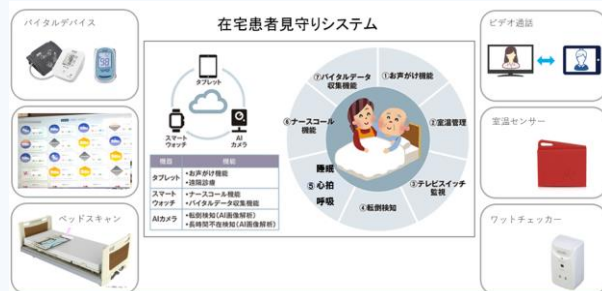 在宅患者見守りシステム
バイタルデバイス
ベッドスキャン
タブレット
スマート
ウォッチ
AI
カメラ
機器
機能
タブレット
・お声がけ機能
・遠隔診療
スマート
ウォッチ
・ナースコール機能
・バイタルデータ収集機能
AIカメラ
・転倒検知(AI画像解析)
・長時間不在検知(AI画像解析)
①お声がけ機能
②室温管理
③テレビスイッチ
監視
④転倒検知
睡眠
⑤ 心拍
呼吸
⑥ナースコール
機能
⑦バイタルデータ
収集機能
ビデオ通話
室温センサー
ワットチェッカー